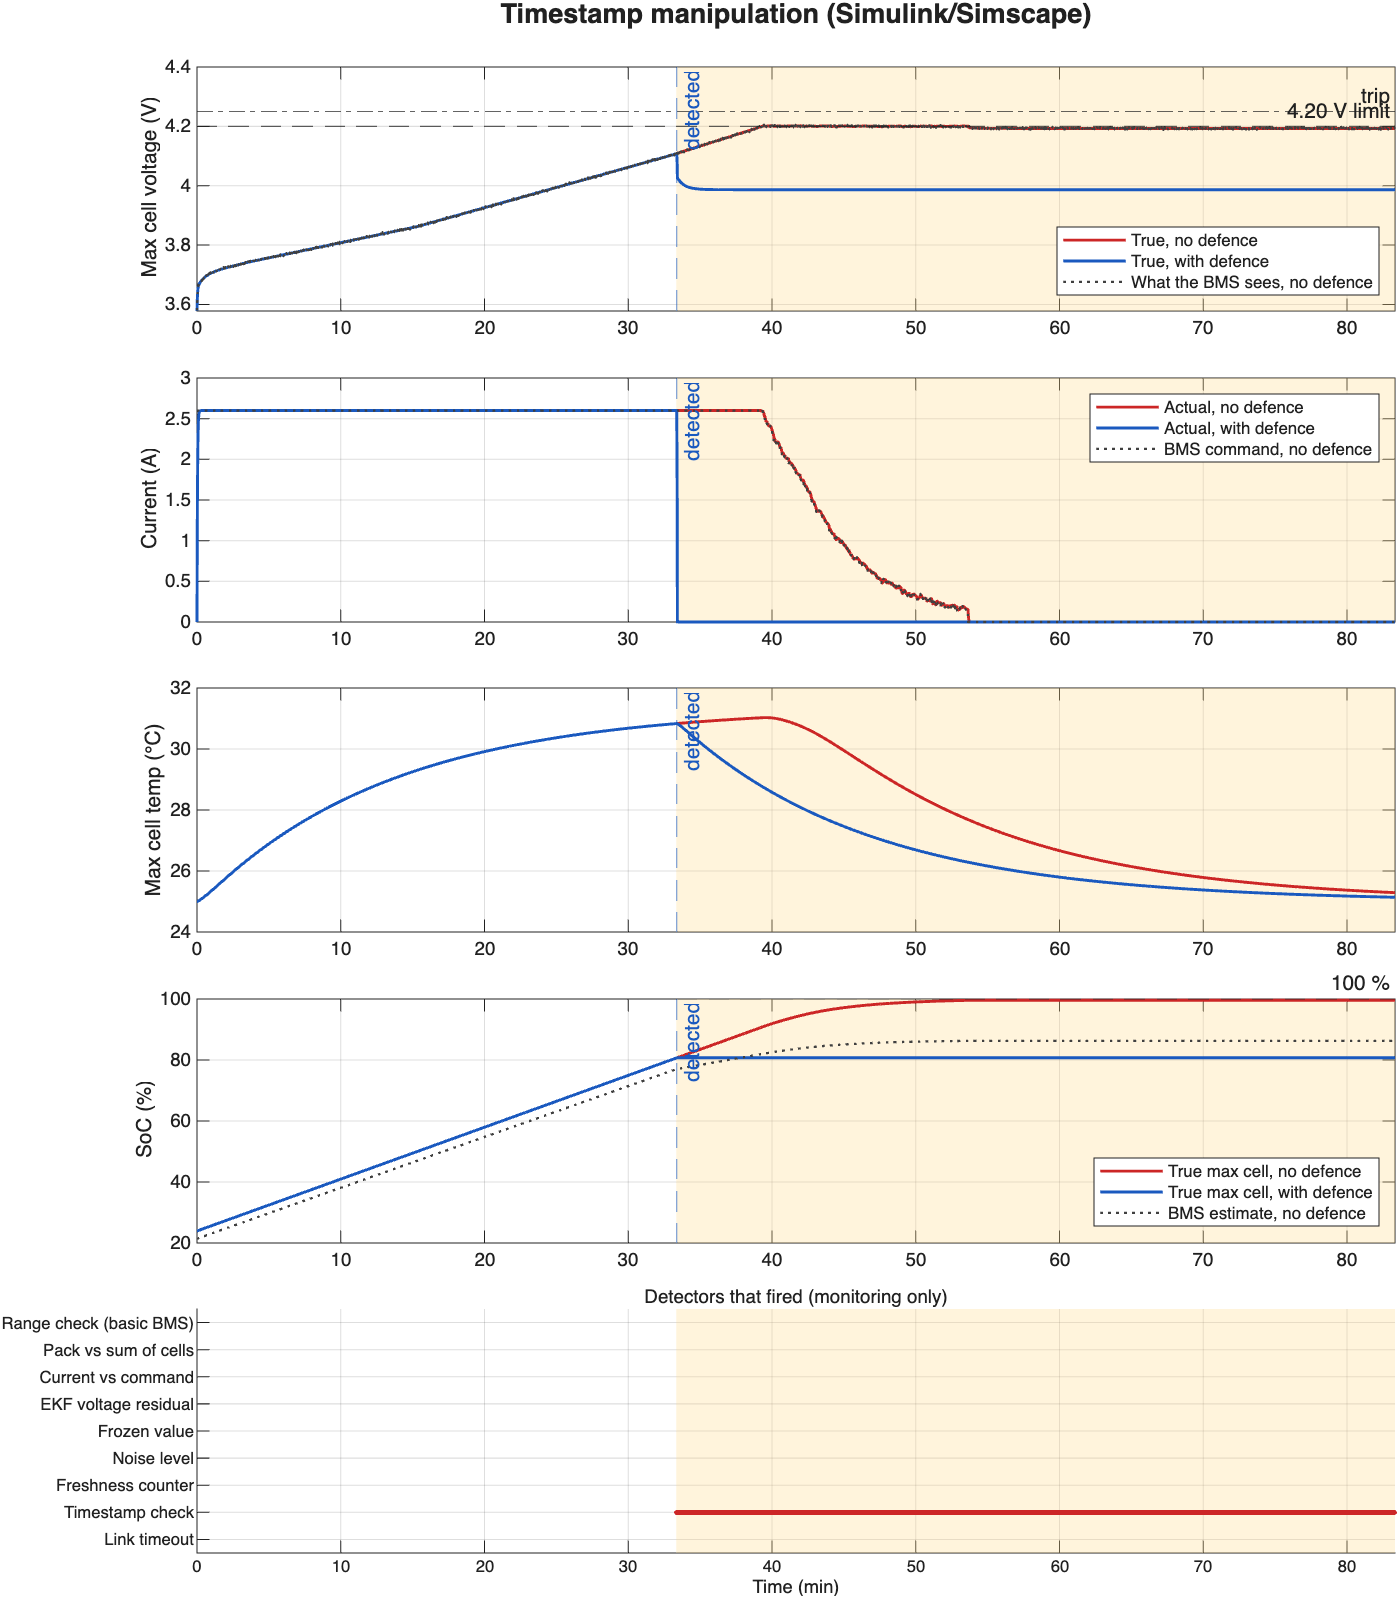 Timestamp manipulation (Simulink/Simscape)
Max cell voltage (V)
4.4
4.2
4
3.8
3.6
detected
trip
4.20 V limit
True, no defence
True, with defence
What the BMS sees, no defence
0 10 20 30 40 50 60 70 80
Current (A)
3
2.5
2
1.5
1
0.5
0
detected
Actual, no defence
Actual, with defence
BMS command, no defence
0 10 20 30 40 50 60 70 80
Max cell temp (°C)
32
30
28
26
24
detected
0 10 20 30 40 50 60 70 80
100 %
SoC (%)
100
80
60
40
20
detected
True max cell, no defence
True max cell, with defence
BMS estimate, no defence
0 10 20 30 40 50 60 70 80
Detectors that fired (monitoring only)
Range check (basic BMS)
Pack vs sum of cells
Current vs command
EKF voltage residual
Frozen value
Noise level
Freshness counter
Timestamp check
Link timeout
0 10 20 30 40 50 60 70 80
Time (min)